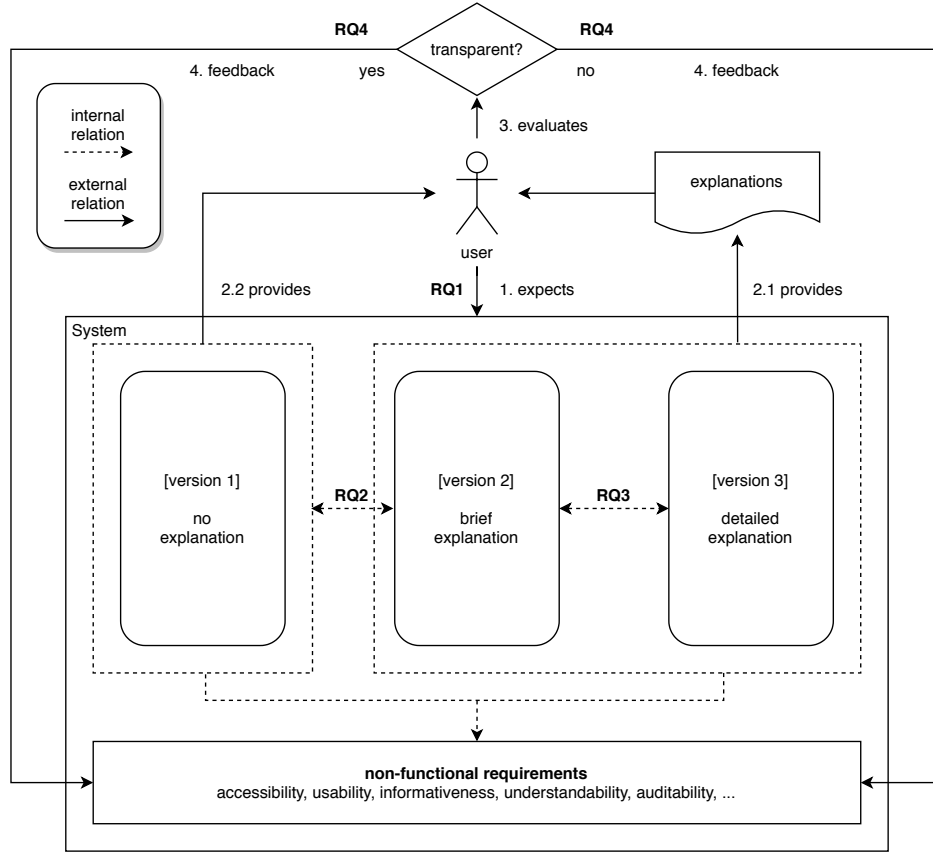 RQ4
RQ4
transparent?
4. feedback
yes
no
4. feedback
internal
relation
external
relation
3. evaluates
explanations
user
2.2 provides
RQ1
1. expects
2.1 provides
System
[version 1]
no
explanation
RQ2
[version 2]
brief
explanation
RQ3
[version 3]
detailed
explanation
non-functional requirements
accessibility, usability, informativeness, understandability, auditability, ...